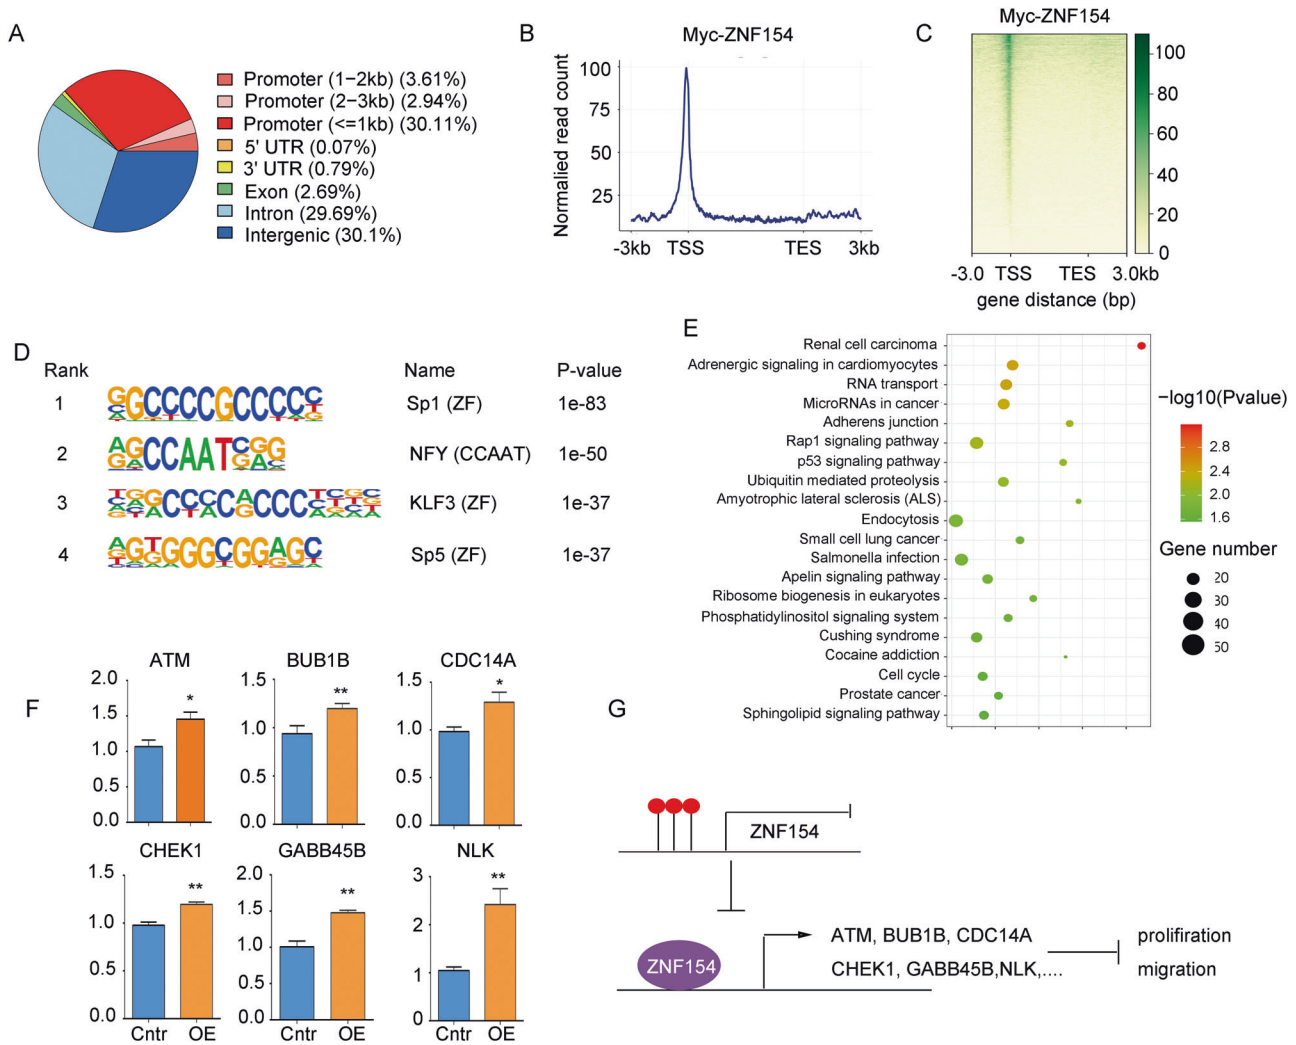 A
Promoter (1−2kb) (3.61%)
Promoter (2−3kb) (2.94%)
Promoter (<=1kb) (30.11%)
5' UTR (0.07%)
3' UTR (0.79%)
Exon (2.69%)
Intron (29.69%)
Intergenic (30.1%)
B
Myc-ZNF154
Normalied read count
100
75
50
25
-3kb TSS TES 3kb
C
Myc-ZNF154
100
80
60
40
20
0
-3.0 TSS TES 3.0kb
gene distance (bp)
D
Rank Name P-value
1 Sp1 (ZF) 1e-83
2 NFY (CCAAT) 1e-50
3 KLF3 (ZF) 1e-37
4 Sp5 (ZF) 1e-37
E
Renal cell carcinoma
Adrenergic signaling in cardiomyocytes
RNA transport
MicroRNAs in cancer
Adherens junction
Rap1 signaling pathway
p53 signaling pathway
Ubiquitin mediated proteolysis
Amyotrophic lateral sclerosis (ALS)
Endocytosis
Small cell lung cancer
Salmonella infection
Apelin signaling pathway
Ribosome biogenesis in eukaryotes
Phosphatidylinositol signaling system
Cushing syndrome
Cocaine addiction
Cell cycle
Prostate cancer
Sphingolipid signaling pathway
−log10(Pvalue)
2.8
2.4
2.0
1.6
Gene number
20
30
40
50
F
ATM
2.0
1.5
1.0
0.5
0.0
*
BUB1B
1.5
1.0
0.5
0.0
**
CDC14A
1.5
1.0
0.5
0.0
*
CHEK1
1.5
1.0
0.5
0.0
**
Cntr OE
GABB45B
2.0
1.5
1.0
0.5
0.0
**
Cntr OE
NLK
3
2
1
0
**
Cntr OE
G
ZNF154
ZNF154
ATM, BUB1B, CDC14A
CHEK1, GABB45B,NLK,....
prolifiration
migration